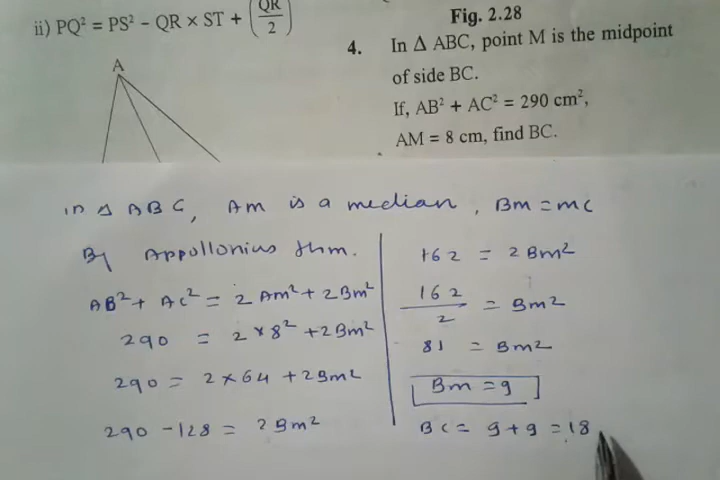 ii) PQ² = PS² − QR × ST + (QR/2)
Fig. 2.28
4. In Δ ABC, point M is the midpoint
of side BC.
If, AB² + AC² = 290 cm²,
AM = 8 cm, find BC.
A
In Δ ABC, AM is a median, BM = MC
By Appollonius thm.
AB² + AC² = 2 AM² + 2BM²
290 = 2 × 8² + 2BM²
290 = 2 × 64 + 2BM²
290 − 128 = 2BM²
162 = 2BM²
162/2 = BM²
81 = BM²
BM = 9
BC = 9 + 9 = 18